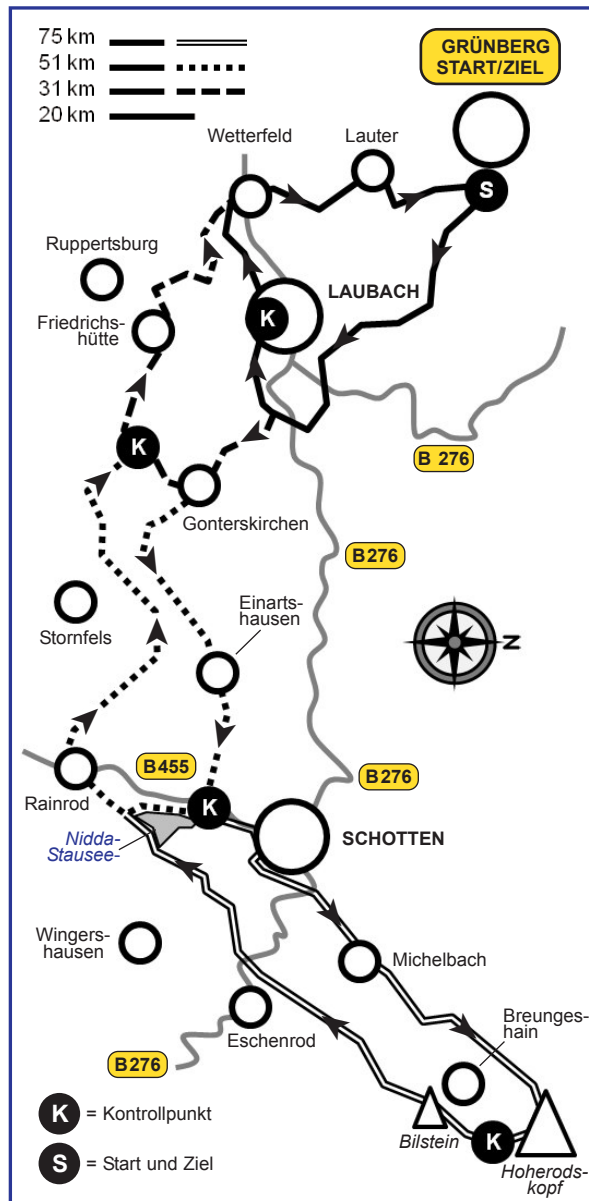 75 km
51 km
31 km
20 km
GRÜNBERG
START/ZIEL
Wetterfeld
Lauter
S
Ruppertsburg
LAUBACH
K
Friedrichs-
hütte
K
B 276
Gonterskirchen
B276
Einarts-
hausen
Stornfels
N
B455
B276
Rainrod
K
SCHOTTEN
Nidda-
Stausee-
Wingers-
hausen
Michelbach
Breunges-
hain
Eschenrod
B276
K = Kontrollpunkt
Bilstein
K
S = Start und Ziel
Hoherods-
kopf